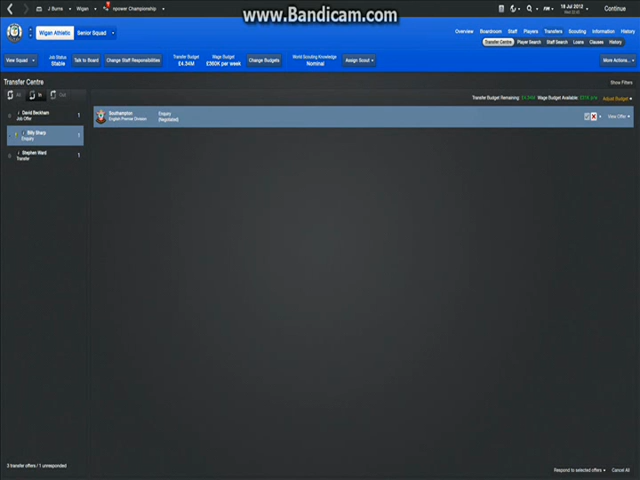 www.Bandicam.com
J Burns
Wigan
npower Championship
18 Jul 2012
Continue
Wigan Athletic
Senior Squad
Overview Boardroom Staff Players Transfers Scouting Information History
Transfer Centre Player Search Staff Search Loans Clauses History
View Squad
Job Status
Stable
Talk to Board
Change Staff Responsibilities
Transfer Budget
£4.34M
Wage Budget
£360K per week
Change Budgets
World Scouting Knowledge
Nominal
Assign Scout
More Actions...
Transfer Centre
Show Filters
All In Out
Transfer Budget Remaining: £4.34M Wage Budget Available: Adjust Budget
David Beckham 1
Job Offer
Billy Sharp 1
Enquiry
Stephen Ward 1
Transfer
Southampton
English Premier Division
Enquiry
(Negotiated)
View Offer
3 transfer offers / 1 unresponded
Respond to selected offers
Cancel All